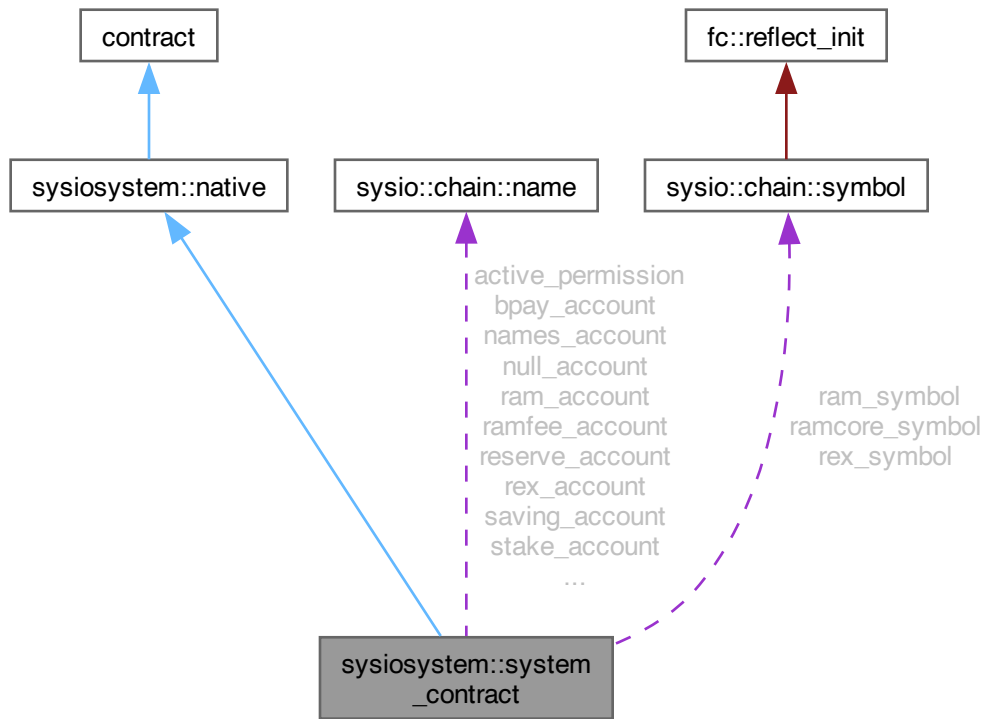 contract
fc::reflect_init
sysiosystem::native
sysio::chain::name
sysio::chain::symbol
active_permission
bpay_account
names_account
null_account
ram_account
ramfee_account
reserve_account
rex_account
saving_account
stake_account
...
ram_symbol
ramcore_symbol
rex_symbol
sysiosystem::system
_contract